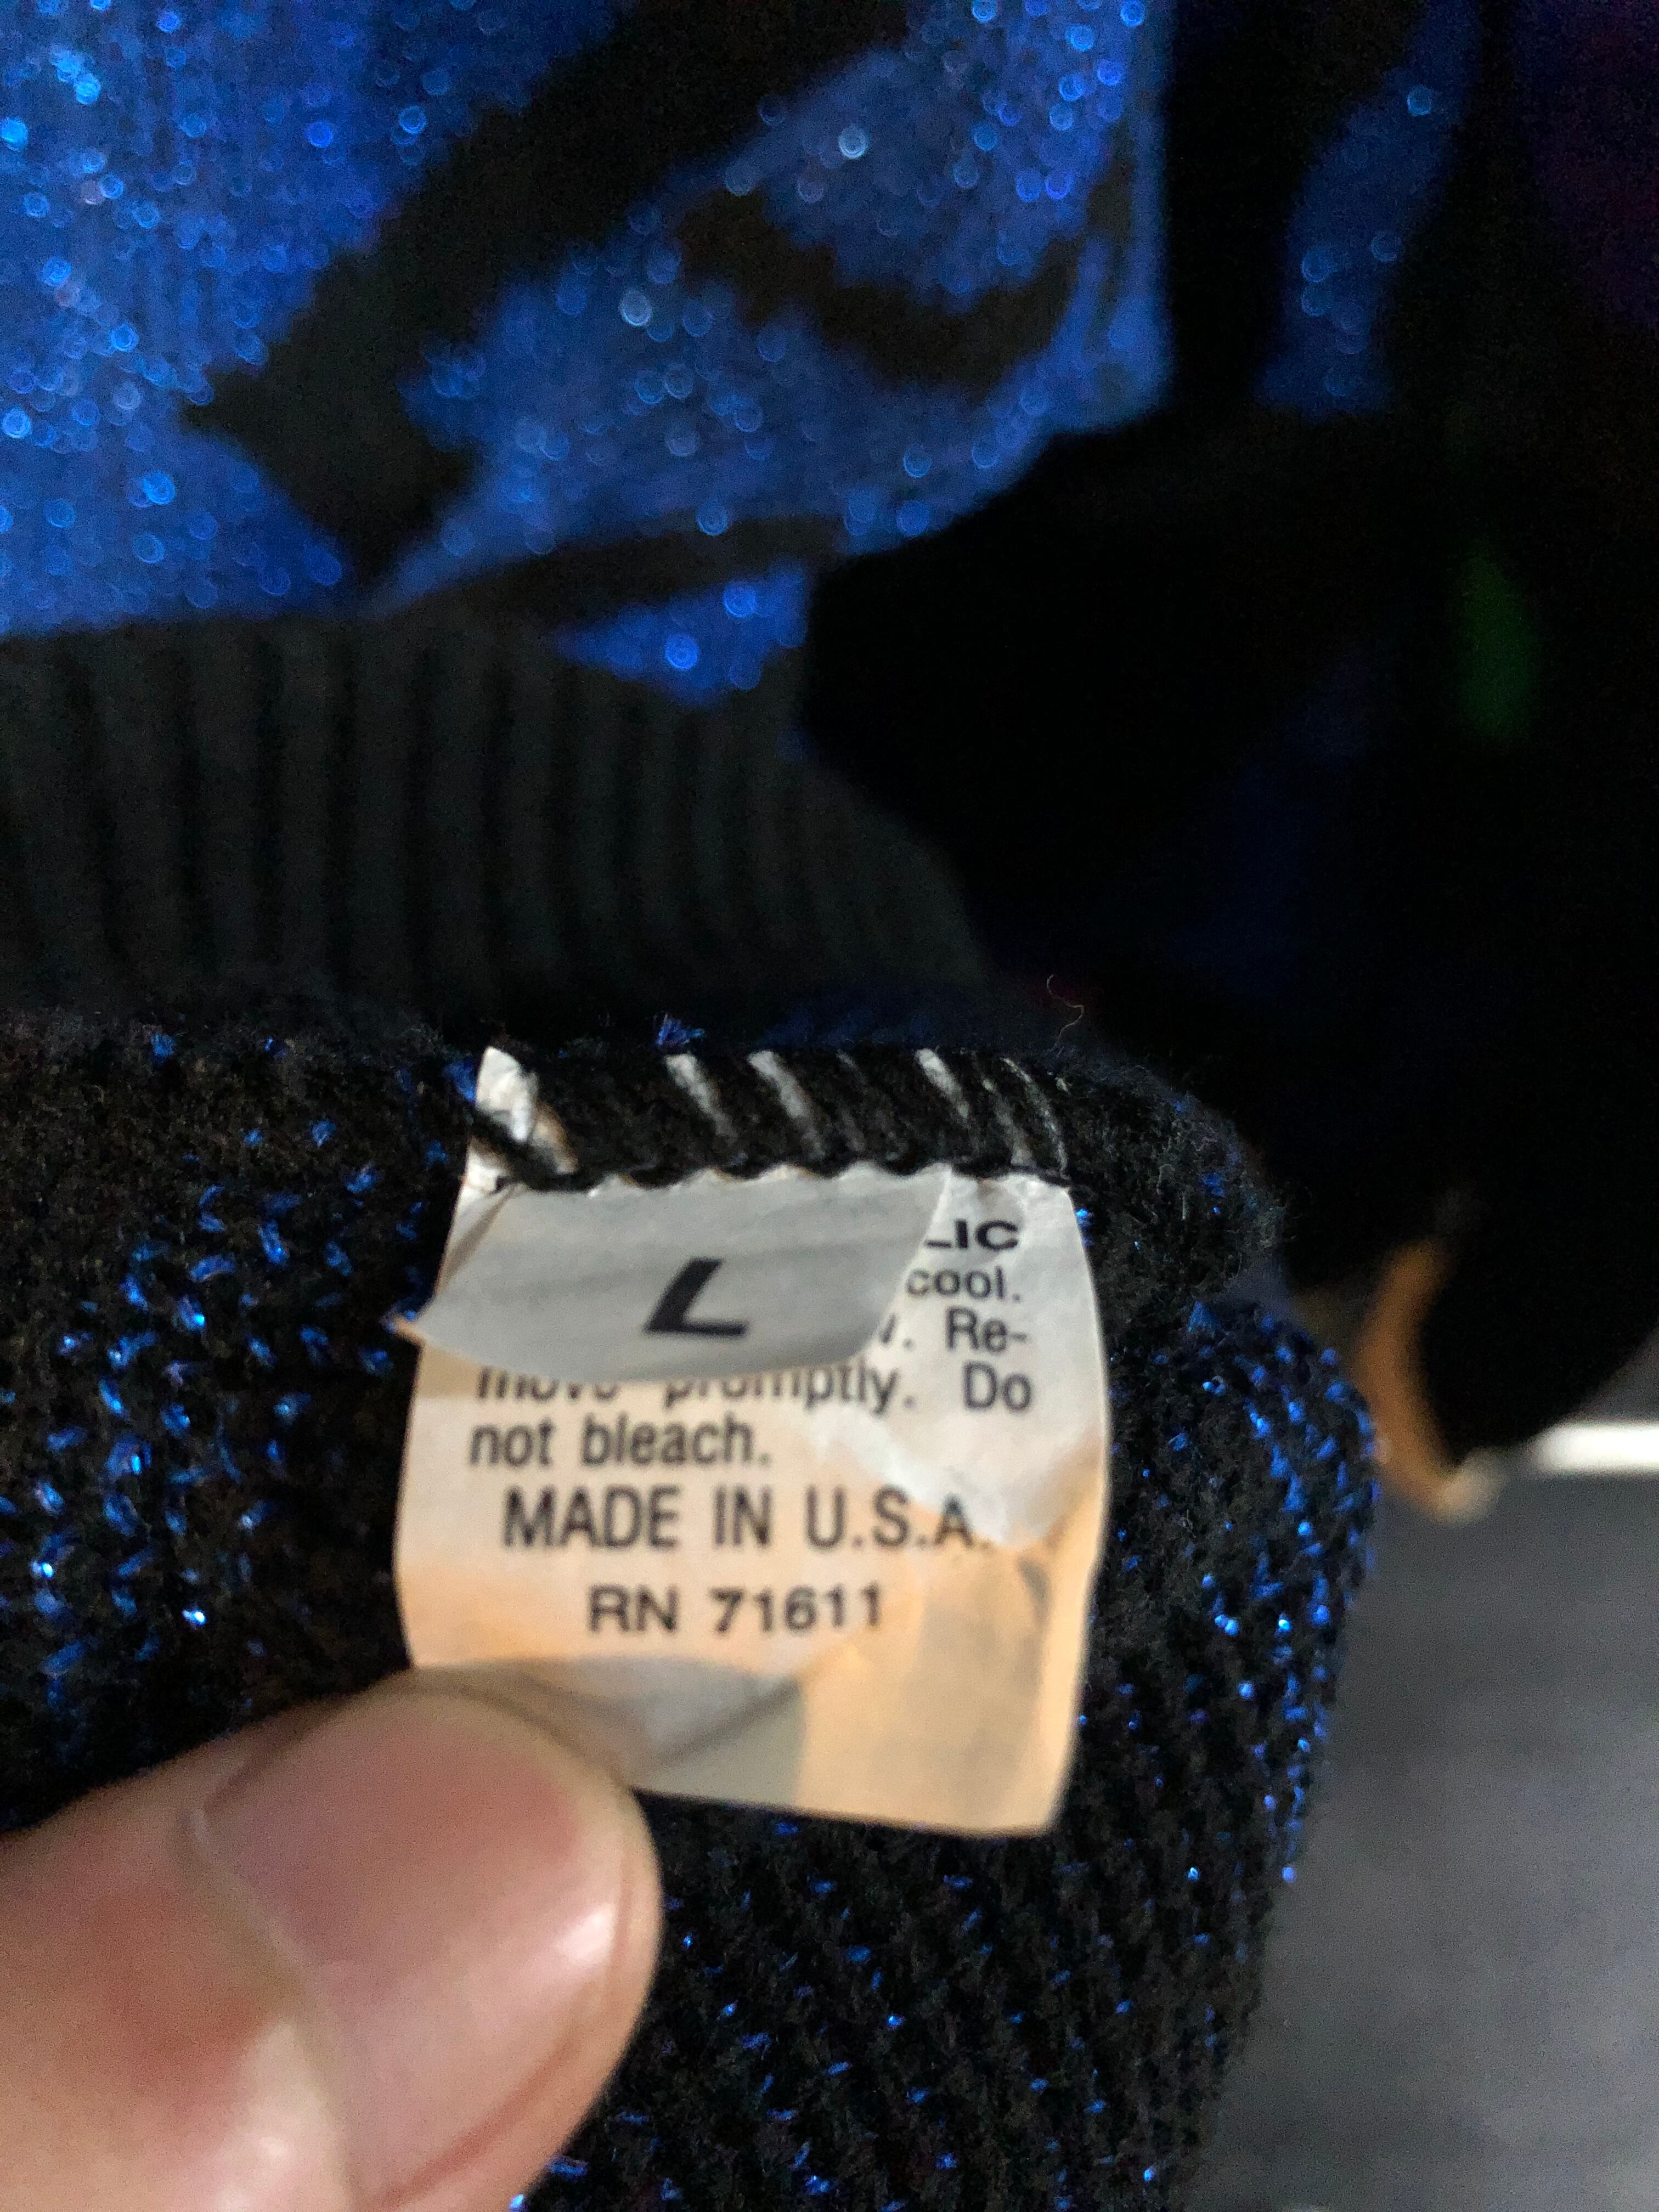 L
LIC
cool.
. Re-
move promptly. Do
not bleach.
MADE IN U.S.A.
RN 71611